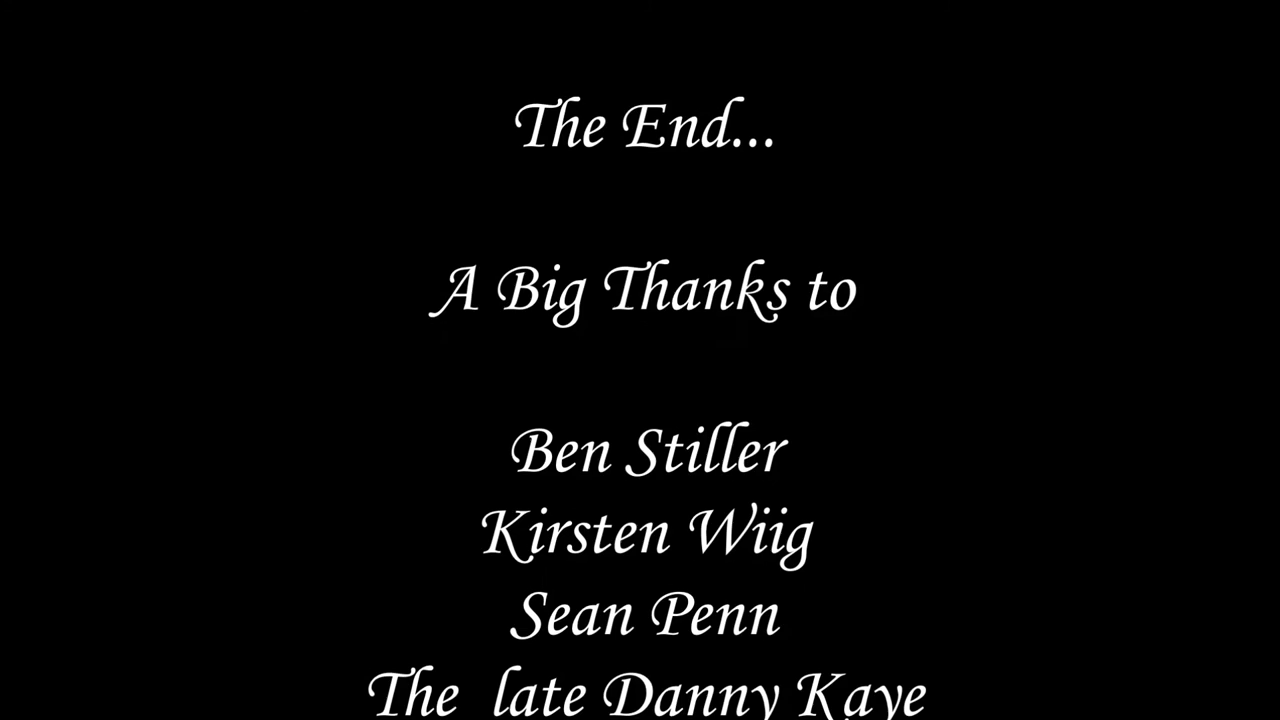 The End...
A Big Thanks to
Ben Stiller
Kirsten Wiig
Sean Penn
The late Danny Kaye